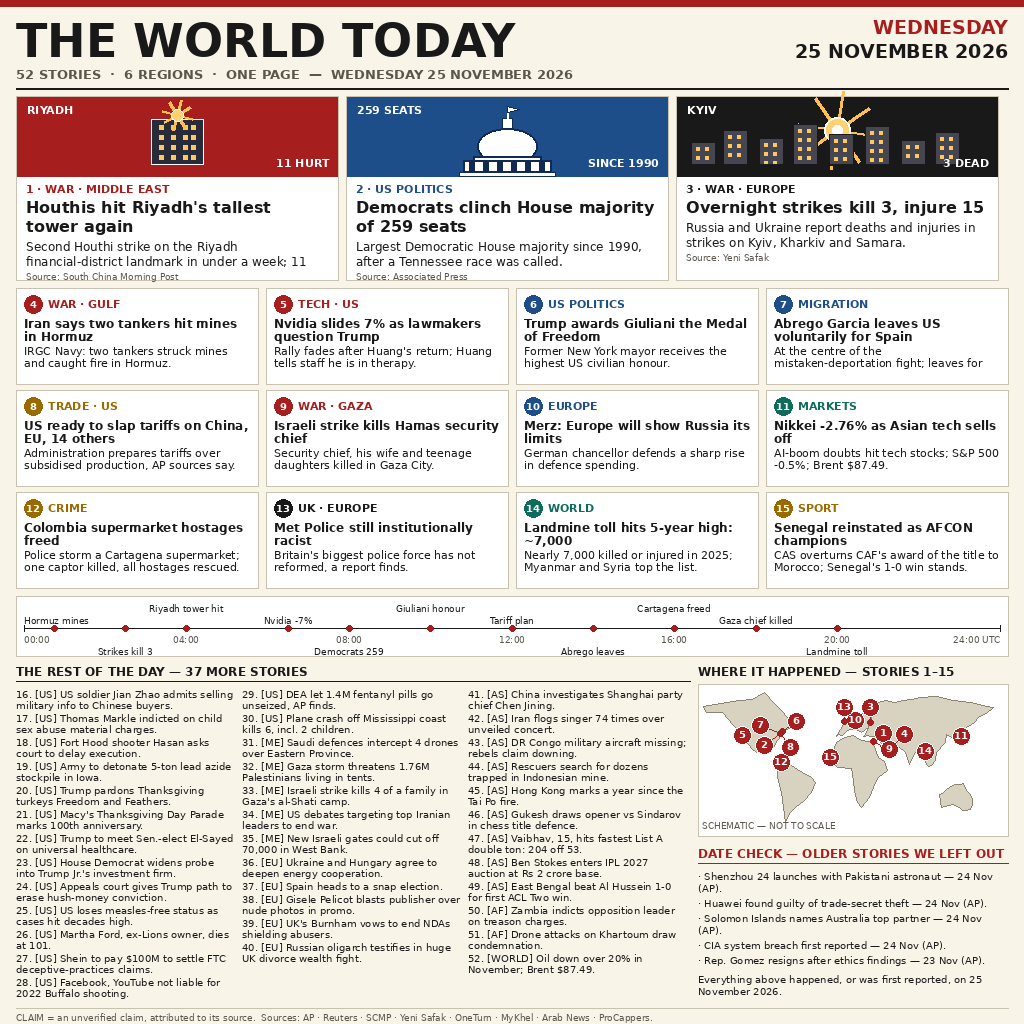 THE WORLD TODAY
WEDNESDAY
25 NOVEMBER 2026
52 STORIES · 6 REGIONS · ONE PAGE — WEDNESDAY 25 NOVEMBER 2026
RIYADH
11 HURT
1 · WAR · MIDDLE EAST
Houthis hit Riyadh's tallest
tower again
Second Houthi strike on the Riyadh
financial-district landmark in under a week; 11
Source: South China Morning Post
259 SEATS
SINCE 1990
2 · US POLITICS
Democrats clinch House majority
of 259 seats
Largest Democratic House majority since 1990,
after a Tennessee race was called.
Source: Associated Press
KYIV
3 DEAD
3 · WAR · EUROPE
Overnight strikes kill 3, injure 15
Russia and Ukraine report deaths and injuries in
strikes on Kyiv, Kharkiv and Samara.
Source: Yeni Safak
4 WAR · GULF
Iran says two tankers hit mines
in Hormuz
IRGC Navy: two tankers struck mines
and caught fire in Hormuz.
5 TECH · US
Nvidia slides 7% as lawmakers
question Trump
Rally fades after Huang's return; Huang
tells staff he is in therapy.
6 US POLITICS
Trump awards Giuliani the Medal
of Freedom
Former New York mayor receives the
highest US civilian honour.
7 MIGRATION
Abrego Garcia leaves US
voluntarily for Spain
At the centre of the
mistaken-deportation fight; leaves for
8 TRADE · US
US ready to slap tariffs on China,
EU, 14 others
Administration prepares tariffs over
subsidised production, AP sources say.
9 WAR · GAZA
Israeli strike kills Hamas security
chief
Security chief, his wife and teenage
daughters killed in Gaza City.
10 EUROPE
Merz: Europe will show Russia its
limits
German chancellor defends a sharp rise
in defence spending.
11 MARKETS
Nikkei -2.76% as Asian tech sells
off
AI-boom doubts hit tech stocks; S&P 500
-0.5%; Brent $87.49.
12 CRIME
Colombia supermarket hostages
freed
Police storm a Cartagena supermarket;
one captor killed, all hostages rescued.
13 UK · EUROPE
Met Police still institutionally
racist
Britain's biggest police force has not
reformed, a report finds.
14 WORLD
Landmine toll hits 5-year high:
~7,000
Nearly 7,000 killed or injured in 2025;
Myanmar and Syria top the list.
15 SPORT
Senegal reinstated as AFCON
champions
CAS overturns CAF's award of the title to
Morocco; Senegal's 1-0 win stands.
Riyadh tower hit Giuliani honour Cartagena freed
Hormuz mines Nvidia -7% Tariff plan Gaza chief killed
00:00 04:00 08:00 12:00 16:00 20:00 24:00 UTC
Strikes kill 3 Democrats 259 Abrego leaves Landmine toll
THE REST OF THE DAY — 37 MORE STORIES
16. [US] US soldier Jian Zhao admits selling
military info to Chinese buyers.
17. [US] Thomas Markle indicted on child
sex abuse material charges.
18. [US] Fort Hood shooter Hasan asks
court to delay execution.
19. [US] Army to detonate 5-ton lead azide
stockpile in Iowa.
20. [US] Trump pardons Thanksgiving
turkeys Freedom and Feathers.
21. [US] Macy's Thanksgiving Day Parade
marks 100th anniversary.
22. [US] Trump to meet Sen.-elect El-Sayed
on universal healthcare.
23. [US] House Democrat widens probe
into Trump Jr.'s investment firm.
24. [US] Appeals court gives Trump path to
erase hush-money conviction.
25. [US] US loses measles-free status as
cases hit decades high.
26. [US] Martha Ford, ex-Lions owner, dies
at 101.
27. [US] Shein to pay $100M to settle FTC
deceptive-practices claims.
28. [US] Facebook, YouTube not liable for
2022 Buffalo shooting.
29. [US] DEA let 1.4M fentanyl pills go
unseized, AP finds.
30. [US] Plane crash off Mississippi coast
kills 6, incl. 2 children.
31. [ME] Saudi defences intercept 4 drones
over Eastern Province.
32. [ME] Gaza storm threatens 1.76M
Palestinians living in tents.
33. [ME] Israeli strike kills 4 of a family in
Gaza's al-Shati camp.
34. [ME] US debates targeting top Iranian
leaders to end war.
35. [ME] New Israeli gates could cut off
70,000 in West Bank.
36. [EU] Ukraine and Hungary agree to
deepen energy cooperation.
37. [EU] Spain heads to a snap election.
38. [EU] Gisele Pelicot blasts publisher over
nude photos in promo.
39. [EU] UK's Burnham vows to end NDAs
shielding abusers.
40. [EU] Russian oligarch testifies in huge
UK divorce wealth fight.
41. [AS] China investigates Shanghai party
chief Chen Jining.
42. [AS] Iran flogs singer 74 times over
unveiled concert.
43. [AS] DR Congo military aircraft missing;
rebels claim downing.
44. [AS] Rescuers search for dozens
trapped in Indonesian mine.
45. [AS] Hong Kong marks a year since the
Tai Po fire.
46. [AS] Gukesh draws opener vs Sindarov
in chess title defence.
47. [AS] Vaibhav, 15, hits fastest List A
double ton: 204 off 53.
48. [AS] Ben Stokes enters IPL 2027
auction at Rs 2 crore base.
49. [AS] East Bengal beat Al Hussein 1-0
for first ACL Two win.
50. [AF] Zambia indicts opposition leader
on treason charges.
51. [AF] Drone attacks on Khartoum draw
condemnation.
52. [WORLD] Oil down over 20% in
November; Brent $87.49.
WHERE IT HAPPENED — STORIES 1–15
13 3
7 6 10
5 2 8 1 4 11
12 15 9 14
SCHEMATIC — NOT TO SCALE
DATE CHECK — OLDER STORIES WE LEFT OUT
· Shenzhou 24 launches with Pakistani astronaut — 24 Nov
(AP).
· Huawei found guilty of trade-secret theft — 24 Nov (AP).
· Solomon Islands names Australia top partner — 24 Nov
(AP).
· CIA system breach first reported — 24 Nov (AP).
· Rep. Gomez resigns after ethics findings — 23 Nov (AP).
Everything above happened, or was first reported, on 25
November 2026.
CLAIM = an unverified claim, attributed to its source. Sources: AP · Reuters · SCMP · Yeni Safak · OneTurn · MyKhel · Arab News · ProCappers.